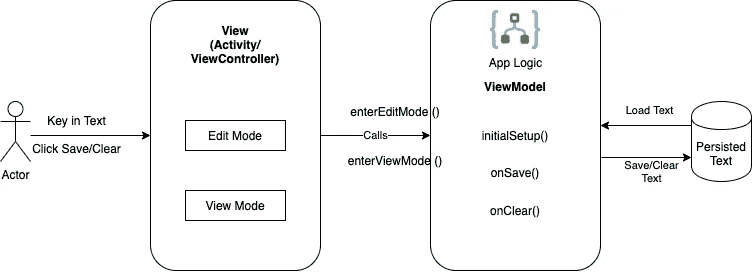 Key in Text
Click Save/Clear
Actor
View
(Activity/
ViewController)
Edit Mode
View Mode
enterEditMode ()
Calls
enterViewMode ()
App Logic
ViewModel
initialSetup()
onSave()
onClear()
Load Text
Save/Clear
Text
Persisted
Text